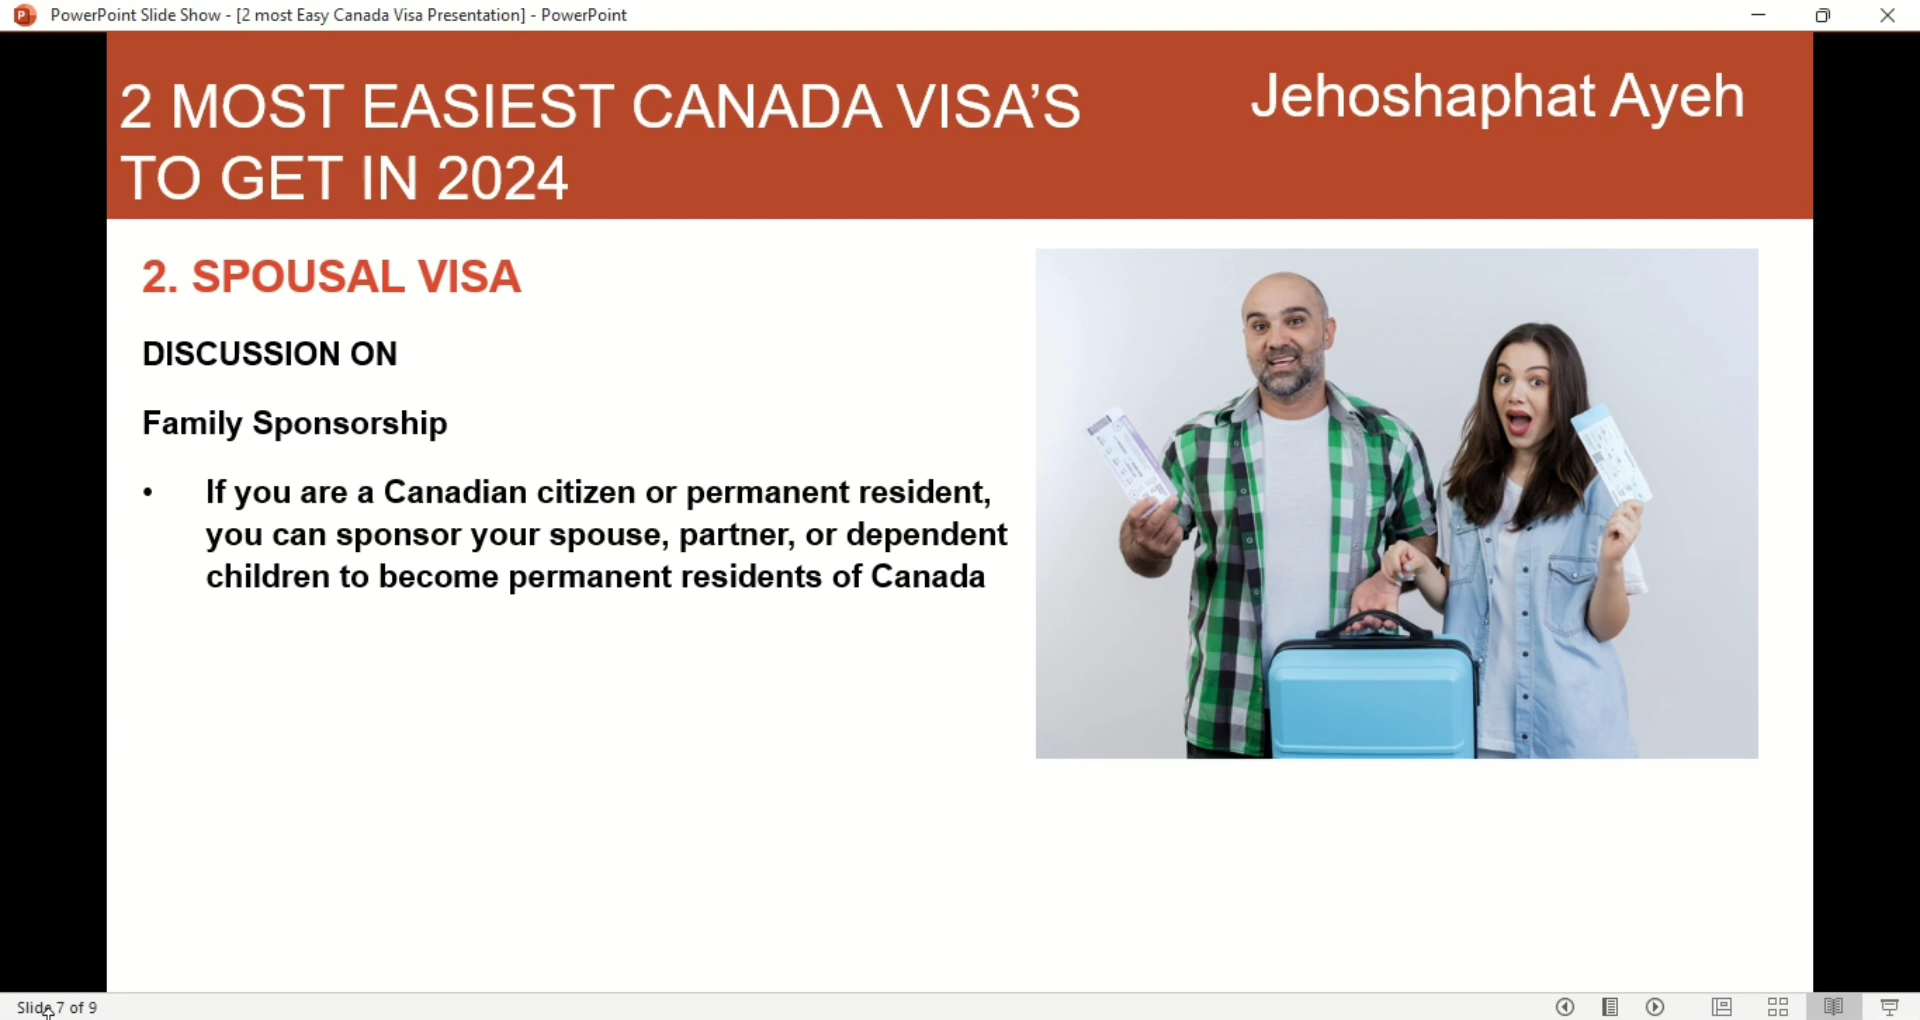 PowerPoint Slide Show - [2 most Easy Canada Visa Presentation] - PowerPoint
2 MOST EASIEST CANADA VISA’S
TO GET IN 2024
Jehoshaphat Ayeh
2. SPOUSAL VISA
DISCUSSION ON
Family Sponsorship
• If you are a Canadian citizen or permanent resident,
you can sponsor your spouse, partner, or dependent
children to become permanent residents of Canada
Slide 7 of 9